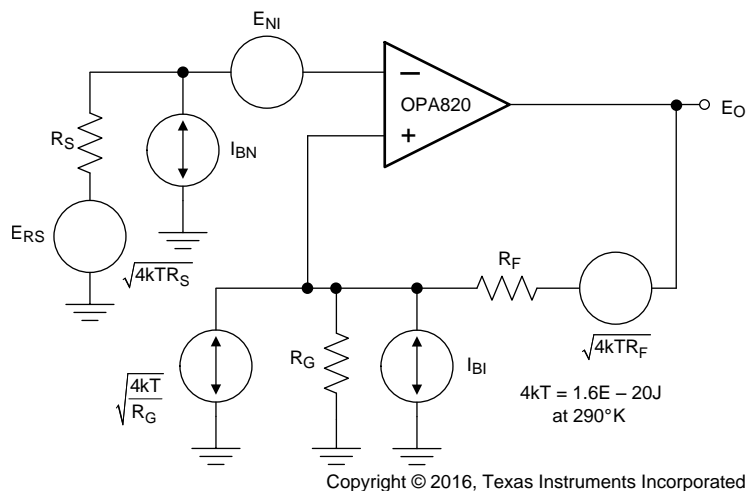 E_NI
−
OPA820
+
E_O
R_S
I_BN
E_RS
√4kTR_S
R_F
√4kTR_F
√4kT/R_G
R_G
I_BI
4kT = 1.6E – 20J
at 290°K
Copyright © 2016, Texas Instruments Incorporated